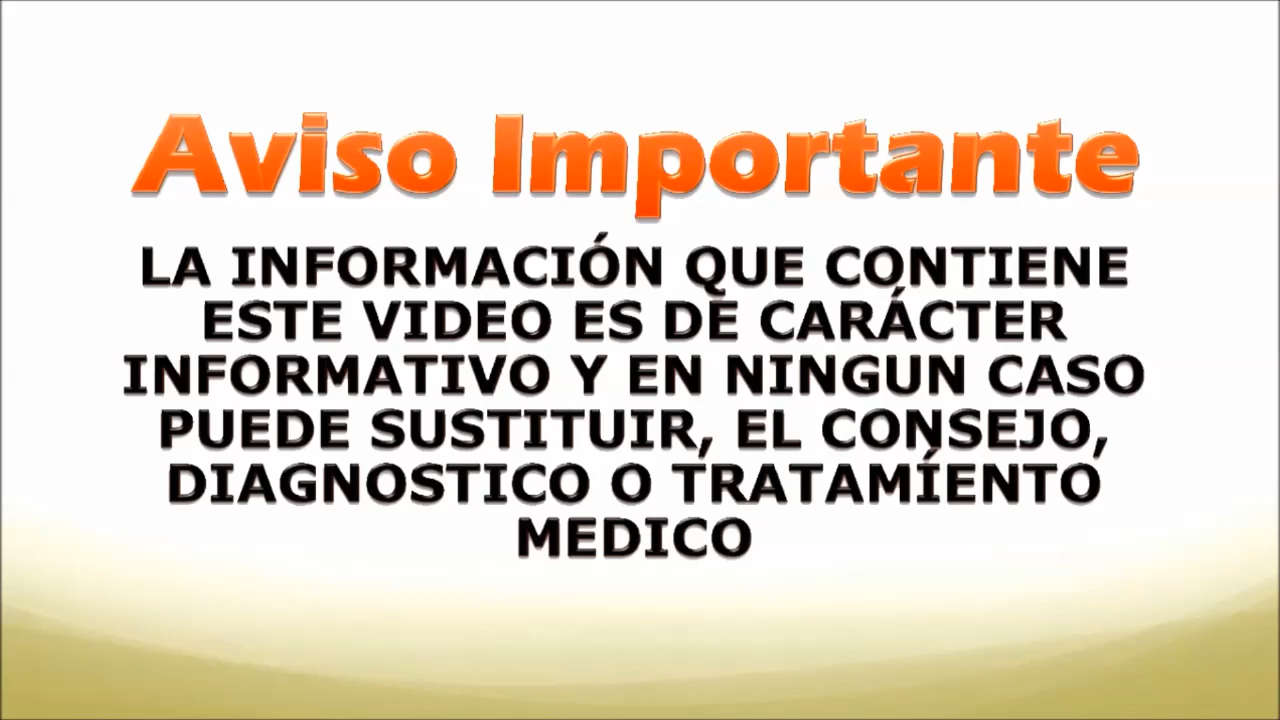 Aviso Importante
LA INFORMACIÓN QUE CONTIENE
ESTE VIDEO ES DE CARÁCTER
INFORMATIVO Y EN NINGUN CASO
PUEDE SUSTITUIR, EL CONSEJO,
DIAGNOSTICO O TRATAMÍENTO
MEDICO